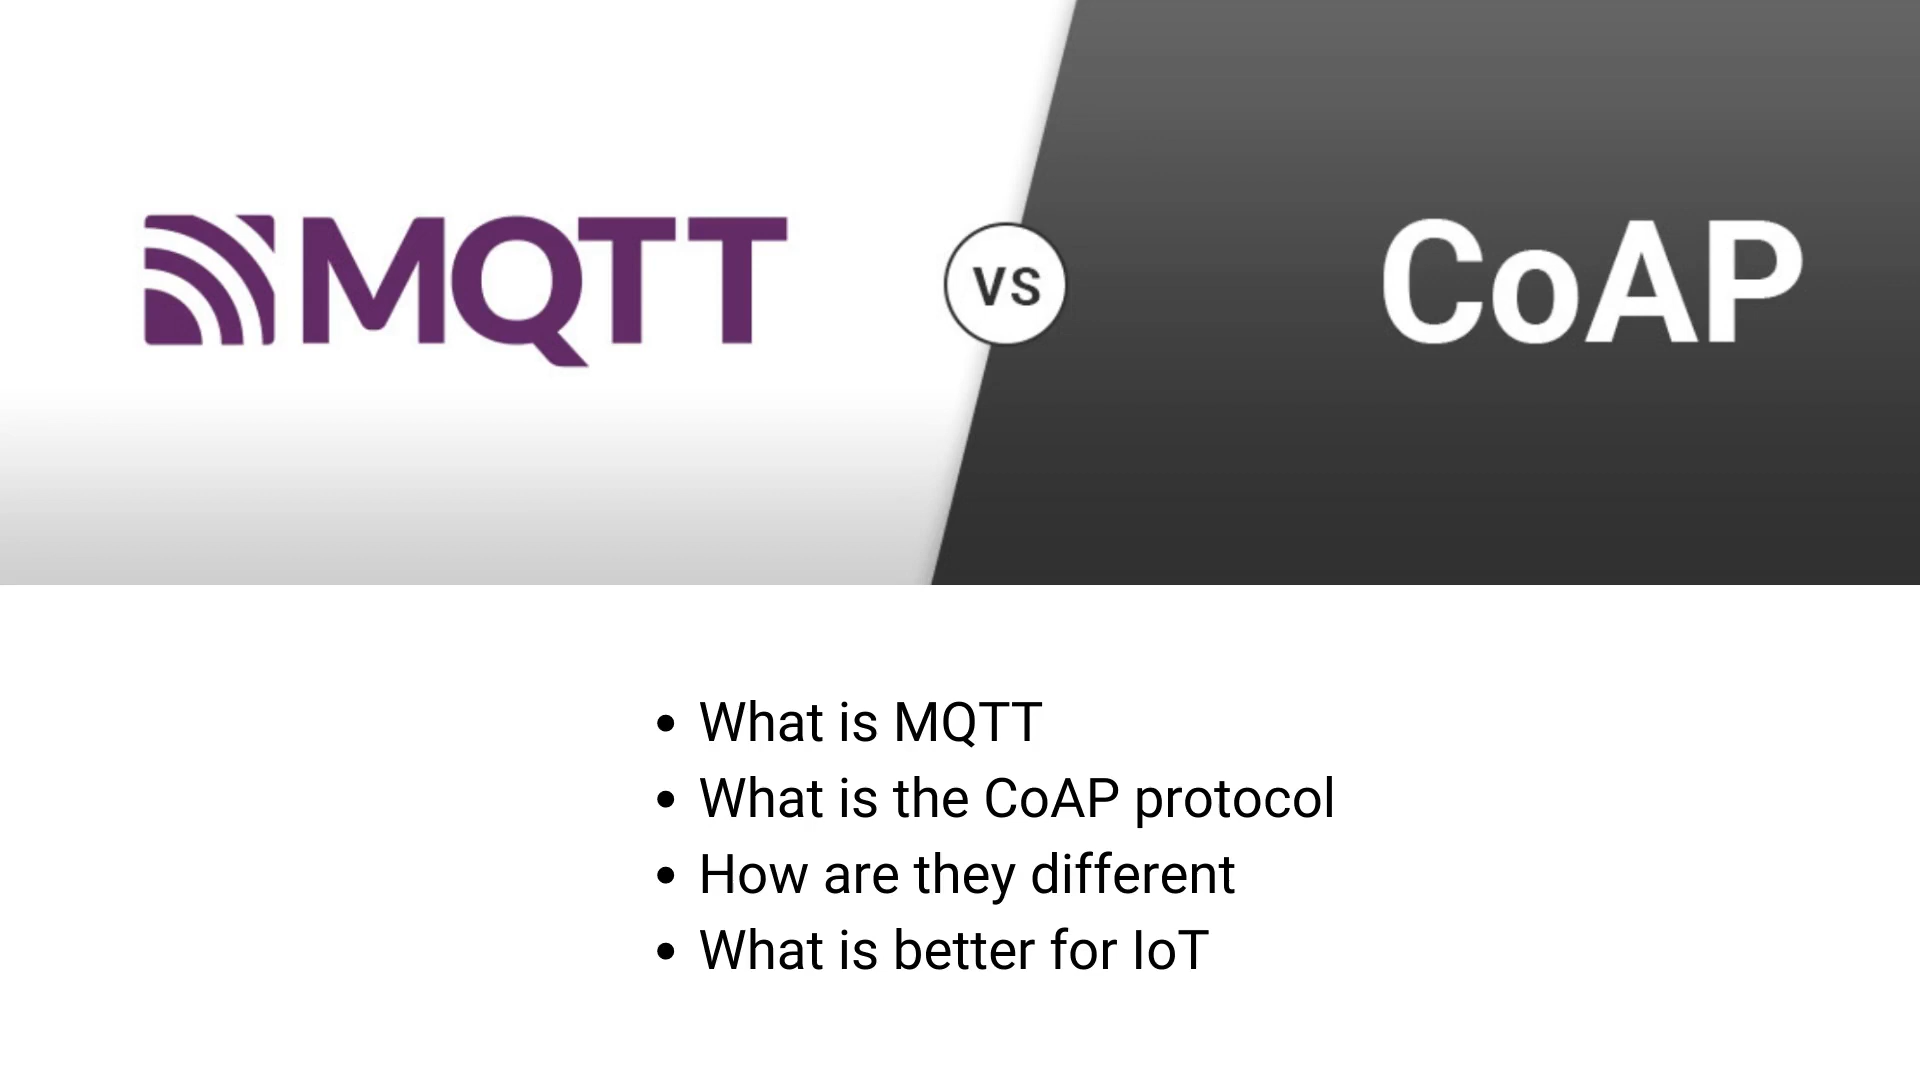 MQTT
VS
CoAP
• What is MQTT
• What is the CoAP protocol
• How are they different
• What is better for IoT